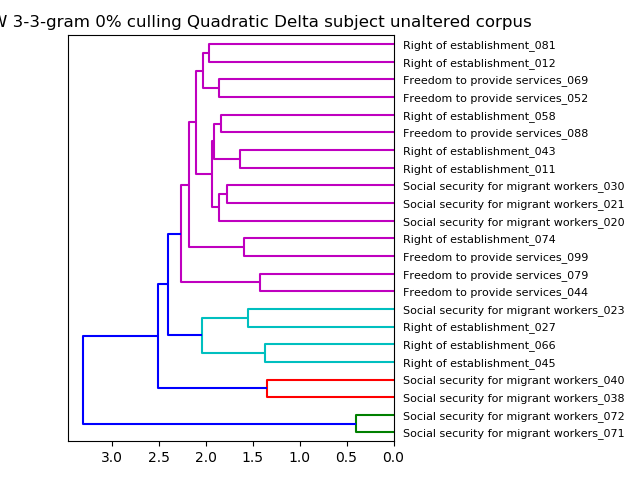 3-3-gram 0% culling Quadratic Delta subject unaltered corpus
Right of establishment_081
Right of establishment_012
Freedom to provide services_069
Freedom to provide services_052
Right of establishment_058
Freedom to provide services_088
Right of establishment_043
Right of establishment_011
Social security for migrant workers_030
Social security for migrant workers_021
Social security for migrant workers_020
Right of establishment_074
Freedom to provide services_099
Freedom to provide services_079
Freedom to provide services_044
Social security for migrant workers_023
Right of establishment_027
Right of establishment_066
Right of establishment_045
Social security for migrant workers_040
Social security for migrant workers_038
Social security for migrant workers_072
Social security for migrant workers_071
3.0 2.5 2.0 1.5 1.0 0.5 0.0